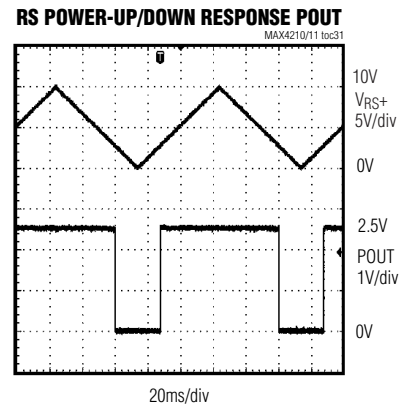 RS POWER-UP/DOWN RESPONSE POUT
MAX4210/11 toc31
T
10V
VRS+
5V/div
0V
2.5V
POUT
1V/div
0V
20ms/div